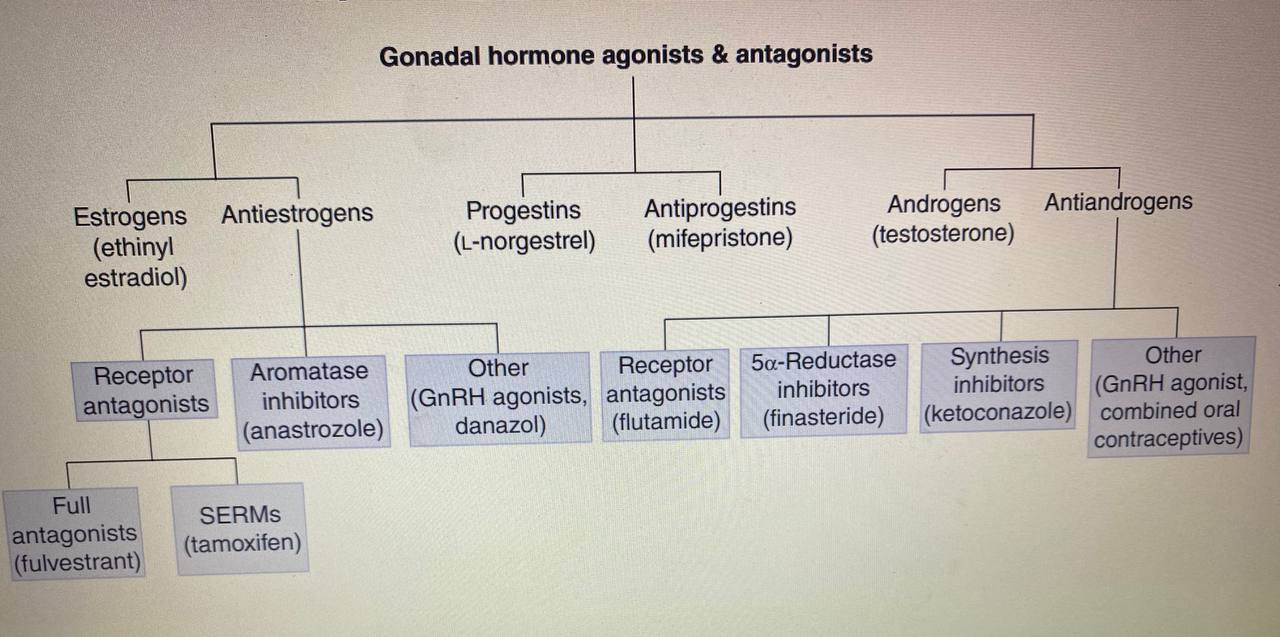 Gonadal hormone agonists & antagonists
Estrogens
(ethinyl
estradiol)
Antiestrogens
Progestins
(L-norgestrel)
Antiprogestins
(mifepristone)
Androgens
(testosterone)
Antiandrogens
Receptor
antagonists
Aromatase
inhibitors
(anastrozole)
Other
(GnRH agonists,
danazol)
Receptor
antagonists
(flutamide)
5α-Reductase
inhibitors
(finasteride)
Synthesis
inhibitors
(ketoconazole)
Other
(GnRH agonist,
combined oral
contraceptives)
Full
antagonists
(fulvestrant)
SERMs
(tamoxifen)